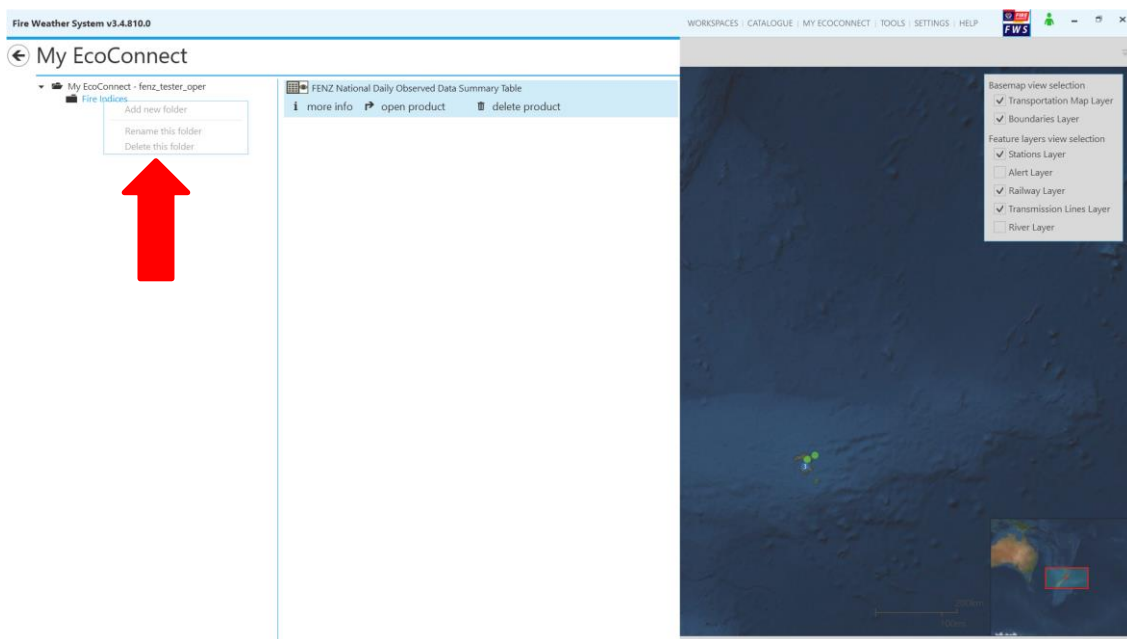 Fire Weather System v3.4.810.0
WORKSPACES | CATALOGUE | MY ECOCONNECT | TOOLS | SETTINGS | HELP
FIRE
FWS
My EcoConnect
My EcoConnect - fenz_tester_oper
Fire Indices
Add new folder
Rename this folder
Delete this folder
FENZ National Daily Observed Data Summary Table
more info open product delete product
Basemap view selection
Transportation Map Layer
Boundaries Layer
Feature layers view selection
Stations Layer
Alert Layer
Railway Layer
Transmission Lines Layer
River Layer
200km
100mi